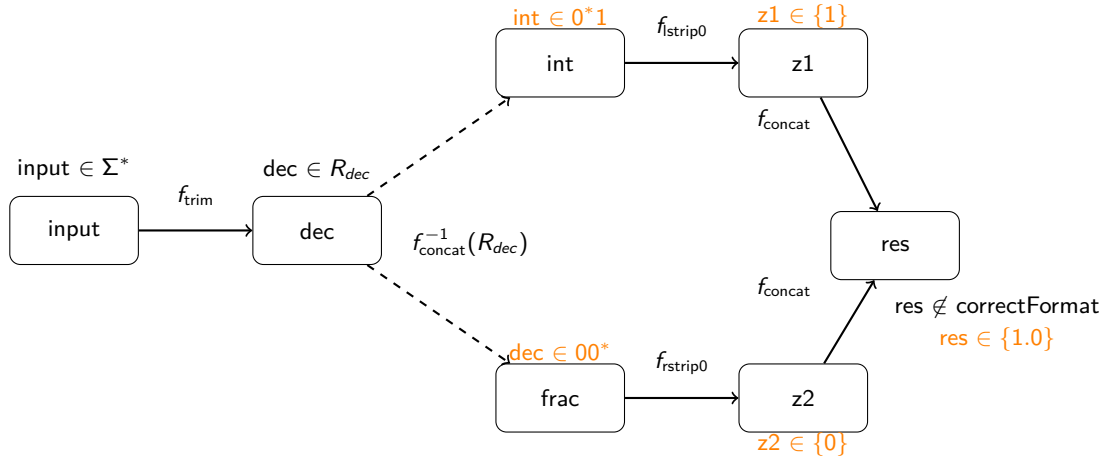 int ∈ 0*1
int
f_lstrip0
z1 ∈ {1}
z1
f_concat
input ∈ Σ*
input
f_trim
dec ∈ R_dec
dec
f_concat^{-1}(R_dec)
res
f_concat
res ∉ correctFormat
res ∈ {1.0}
dec ∈ 00*
frac
f_rstrip0
z2
z2 ∈ {0}